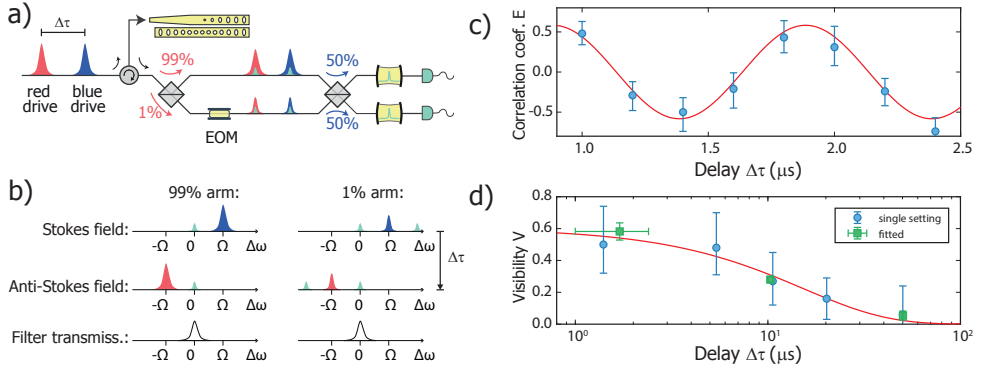 a)
Δτ
red drive
blue drive
99%
1%
EOM
50%
50%
b)
99% arm:
1% arm:
Stokes field:
-Ω 0 Ω Δω
-Ω 0 Ω Δω
Δτ
Anti-Stokes field:
-Ω 0 Ω Δω
-Ω 0 Ω Δω
Filter transmiss.:
-Ω 0 Ω Δω
-Ω 0 Ω Δω
c)
Correlation coef. E
0.5
0.0
-0.5
1.0 1.5 2.0 2.5
Delay Δτ (μs)
d)
Visibility V
0.8
0.6
0.4
0.2
0.0
single setting
fitted
10⁰ 10¹ 10²
Delay Δτ (μs)